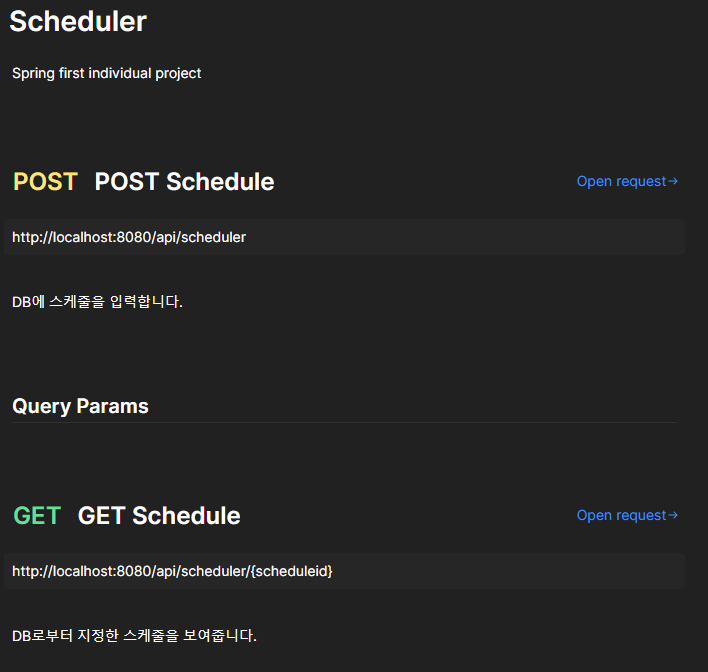 Scheduler
Spring first individual project
POST POST Schedule Open request→
http://localhost:8080/api/scheduler
DB에 스케줄을 입력합니다.
Query Params
GET GET Schedule Open request→
http://localhost:8080/api/scheduler/{scheduleid}
DB로부터 지정한 스케줄을 보여줍니다.